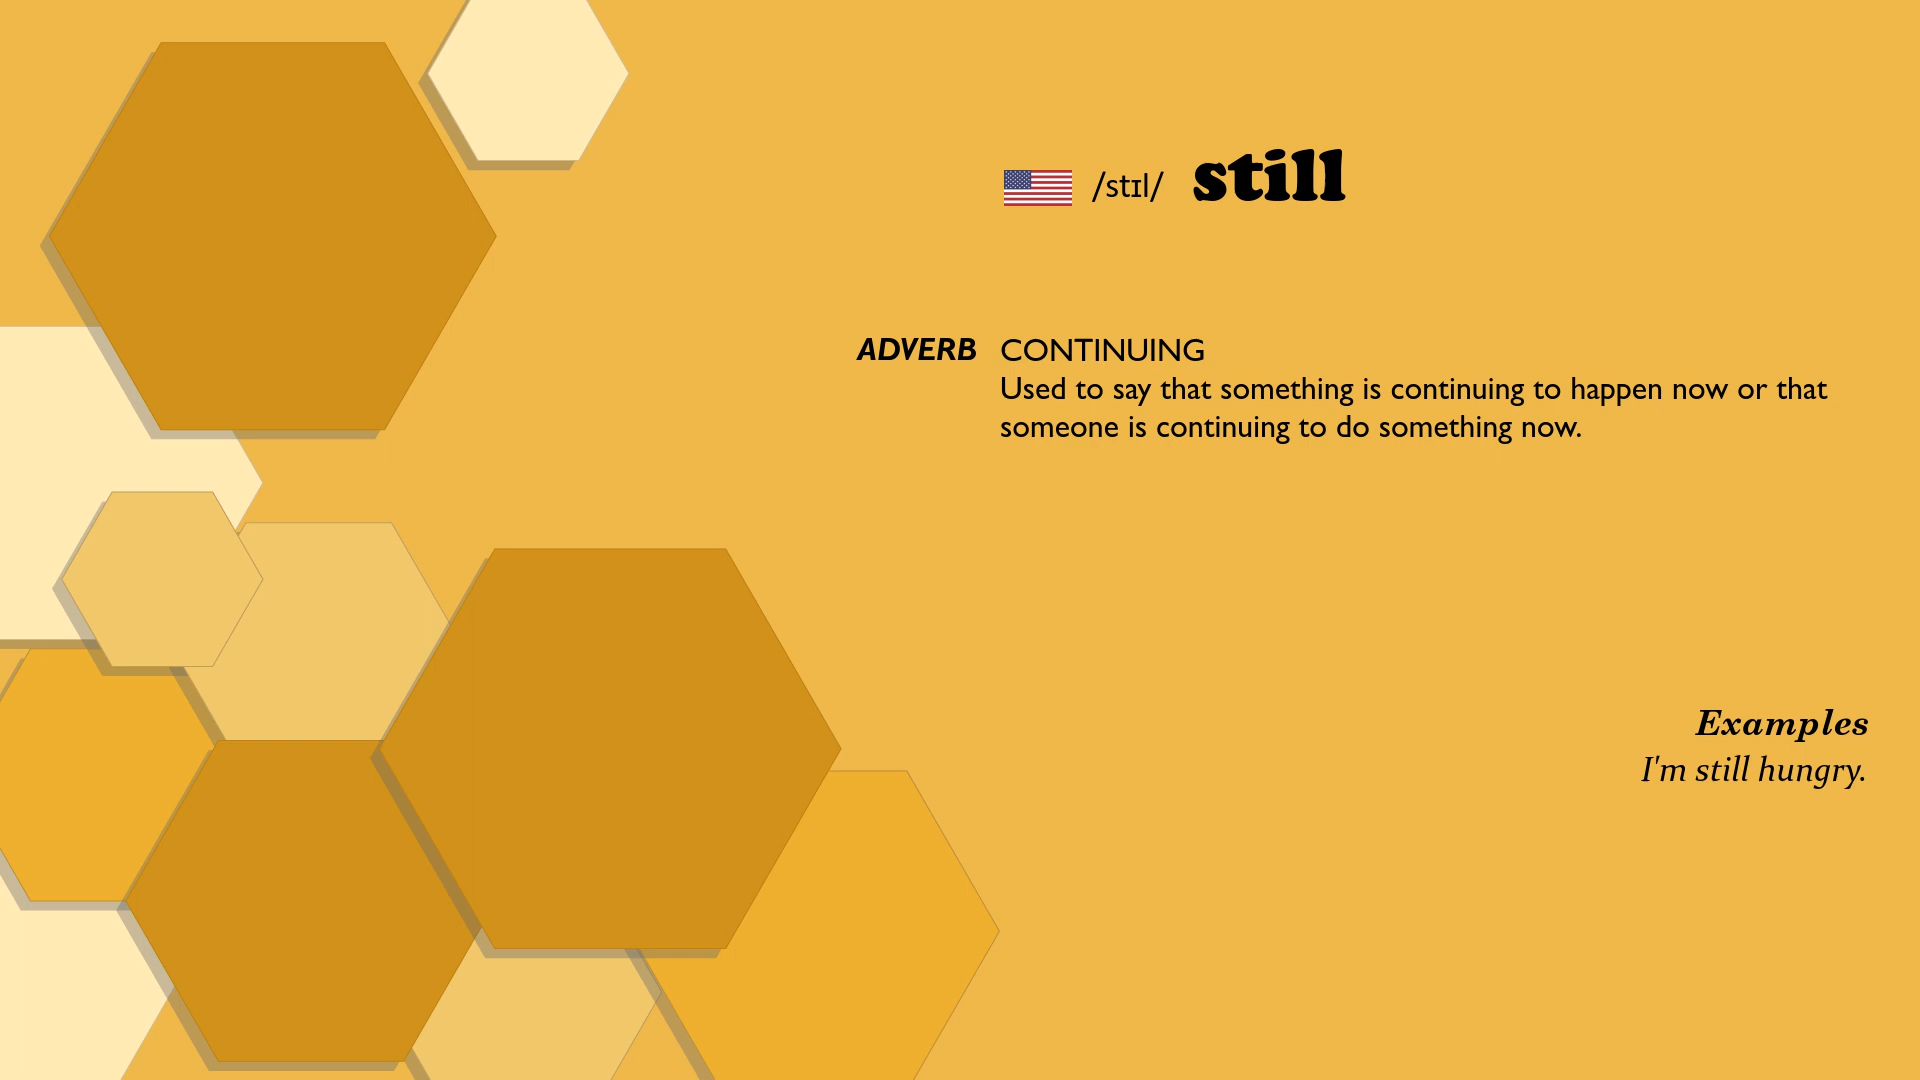 /stɪl/ still
ADVERB CONTINUING
Used to say that something is continuing to happen now or that
someone is continuing to do something now.
Examples
I'm still hungry.